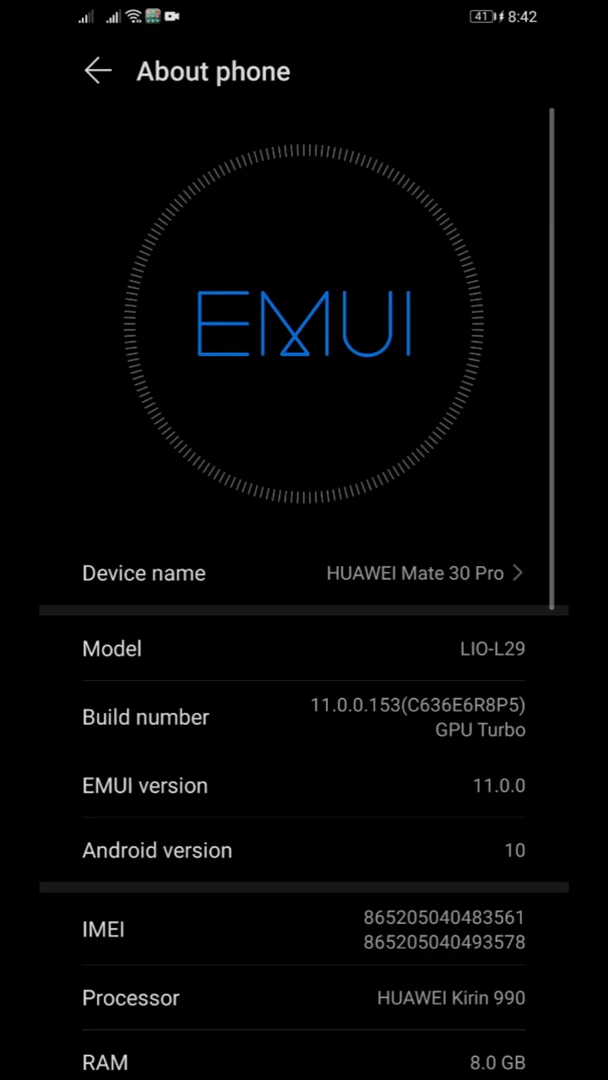 41 8:42
About phone
EMUI
Device name HUAWEI Mate 30 Pro
Model LIO-L29
Build number 11.0.0.153(C636E6R8P5)
GPU Turbo
EMUI version 11.0.0
Android version 10
IMEI 865205040483561
865205040493578
Processor HUAWEI Kirin 990
RAM 8.0 GB